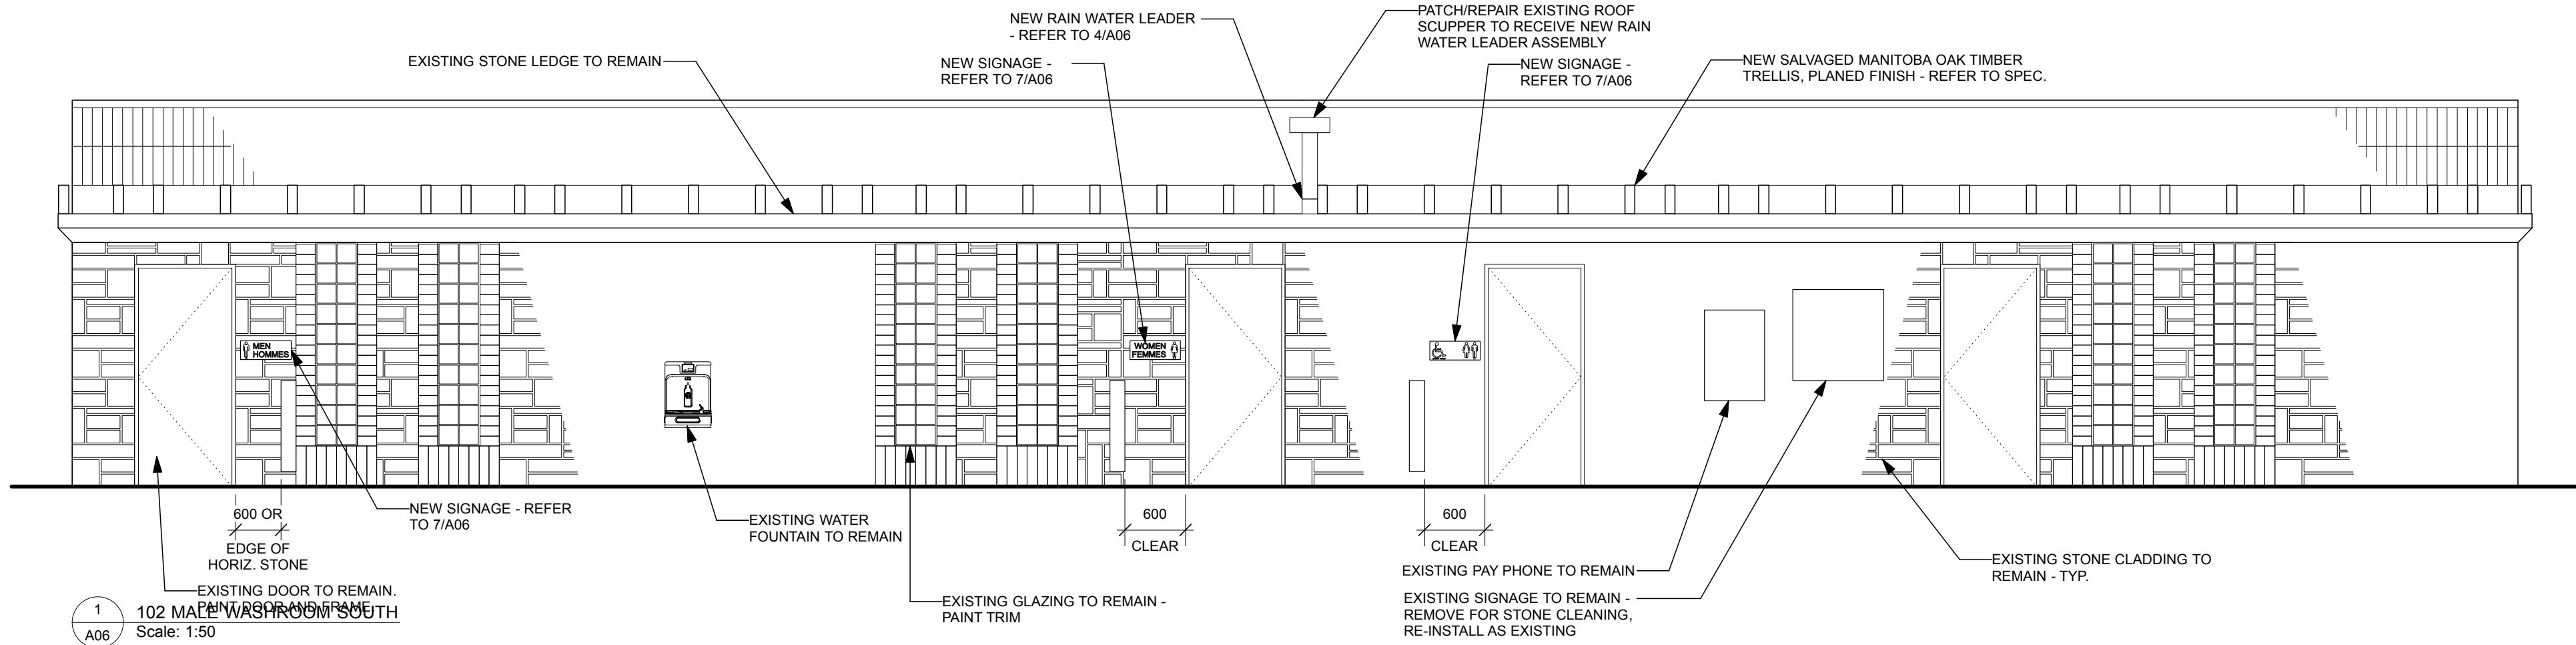 NEW RAIN WATER LEADER
- REFER TO 4/A06
PATCH/REPAIR EXISTING ROOF
SCUPPER TO RECEIVE NEW RAIN
WATER LEADER ASSEMBLY
EXISTING STONE LEDGE TO REMAIN
NEW SIGNAGE -
REFER TO 7/A06
NEW SIGNAGE -
REFER TO 7/A06
NEW SALVAGED MANITOBA OAK TIMBER
TRELLIS, PLANED FINISH - REFER TO SPEC.
MEN
HOMMES
WOMEN
FEMMES
600 OR
EDGE OF
HORIZ. STONE
NEW SIGNAGE - REFER
TO 7/A06
EXISTING WATER
FOUNTAIN TO REMAIN
600
CLEAR
600
CLEAR
EXISTING DOOR TO REMAIN.
PAINT DOOR AND FRAME.
EXISTING GLAZING TO REMAIN -
PAINT TRIM
EXISTING PAY PHONE TO REMAIN
EXISTING SIGNAGE TO REMAIN -
REMOVE FOR STONE CLEANING,
RE-INSTALL AS EXISTING
EXISTING STONE CLADDING TO
REMAIN - TYP.
1
A06
102 MALE WASHROOM SOUTH
Scale: 1:50